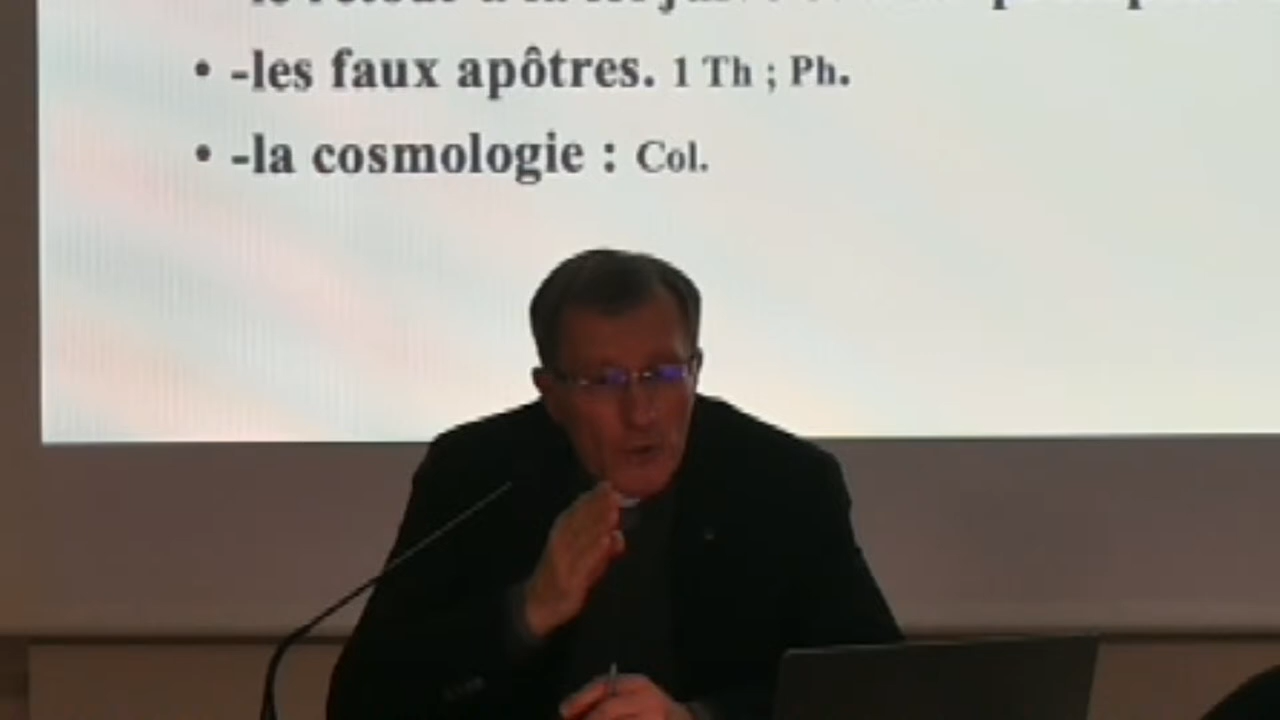 • -les faux apôtres. 1 Th ; Ph.
• -la cosmologie : Col.